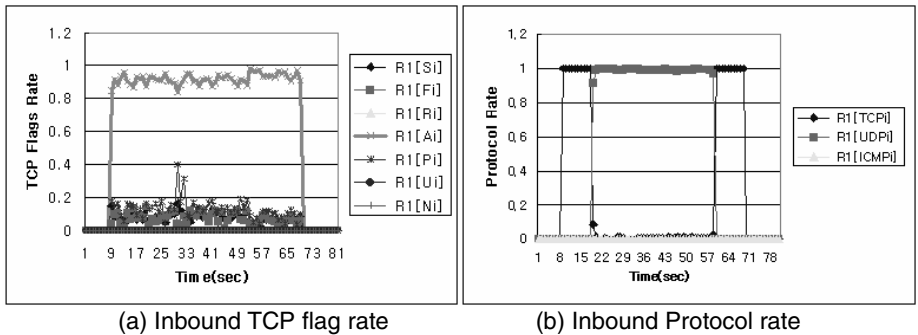 1.2
1
0.8
0.6
0.4
0.2
0
TCP Flags Rate
1 9 17 25 33 41 49 57 65 73 81
Time(sec)
R1[Si]
R1[Fi]
R1[Ri]
R1[Ai]
R1[Pi]
R1[Ui]
R1[Ni]
(a) Inbound TCP flag rate
1.2
1
0.8
0.6
0.4
0.2
0
Protocol Rate
1 8 15 22 29 36 43 50 57 64 71 78
Time(sec)
R1[TCPi]
R1[UDPi]
R1[ICMPi]
(b) Inbound Protocol rate